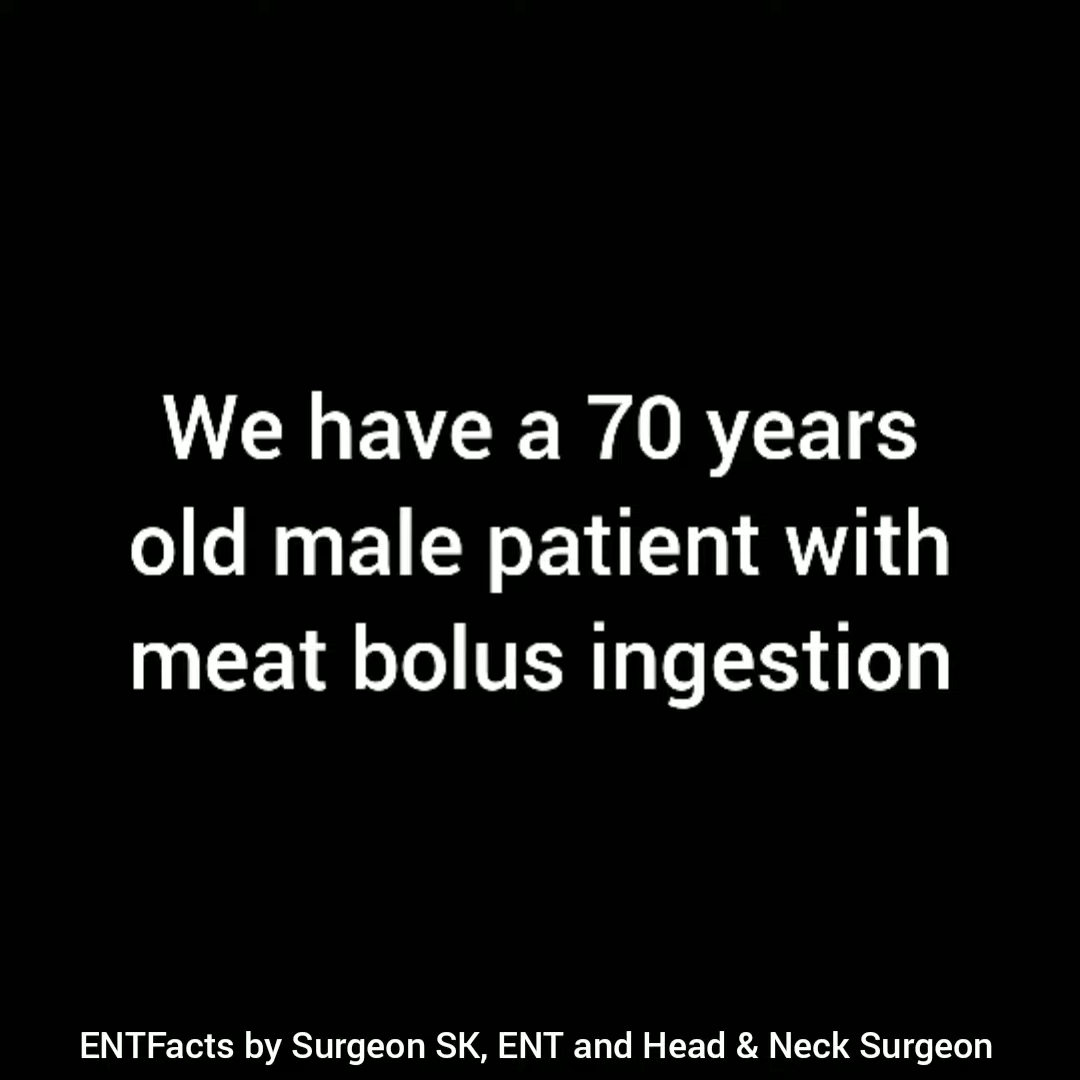 We have a 70 years
old male patient with
meat bolus ingestion
ENTFacts by Surgeon SK, ENT and Head & Neck Surgeon